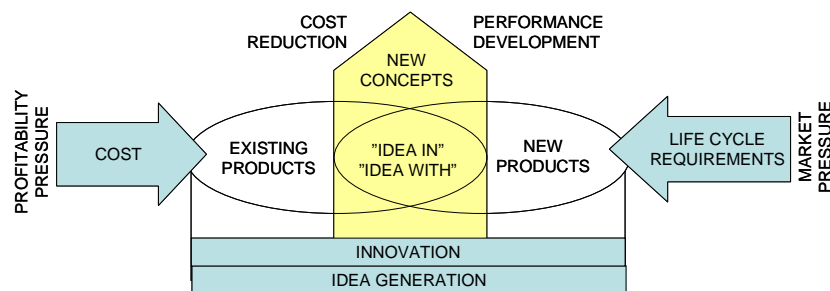 COST
REDUCTION
PERFORMANCE
DEVELOPMENT
NEW
CONCEPTS
PROFITABILITY
PRESSURE
COST
EXISTING
PRODUCTS
"IDEA IN"
"IDEA WITH"
NEW
PRODUCTS
LIFE CYCLE
REQUIREMENTS
MARKET
PRESSURE
INNOVATION
IDEA GENERATION